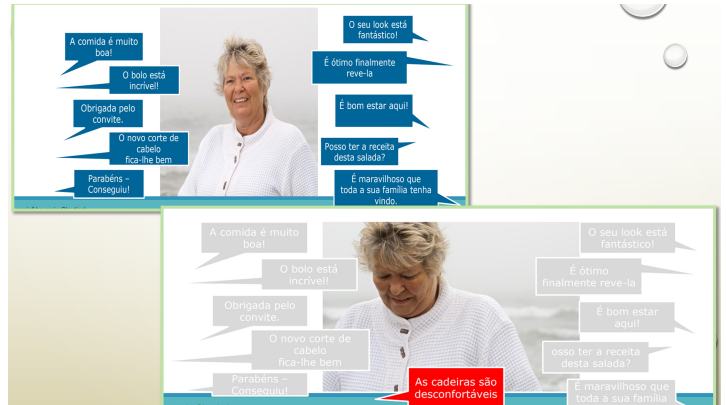 A comida é muito
boa!
O bolo está
incrível!
Obrigada pelo
convite.
O novo corte de
cabelo
fica-lhe bem
Parabéns –
Conseguiu!
O seu look está
fantástico!
É ótimo finalmente
reve-la
É bom estar aqui!
Posso ter a receita
desta salada?
É maravilhoso que
toda a sua família tenha
vindo.
A comida é muito
boa!
O bolo está
incrível!
Obrigada pelo
convite.
O novo corte de
cabelo
fica-lhe bem
Parabéns –
Conseguiu!
As cadeiras são
desconfortáveis
O seu look está
fantástico!
É ótimo
finalmente reve-la
É bom estar
aqui!
osso ter a receita
desta salada?
É maravilhoso que
toda a sua família